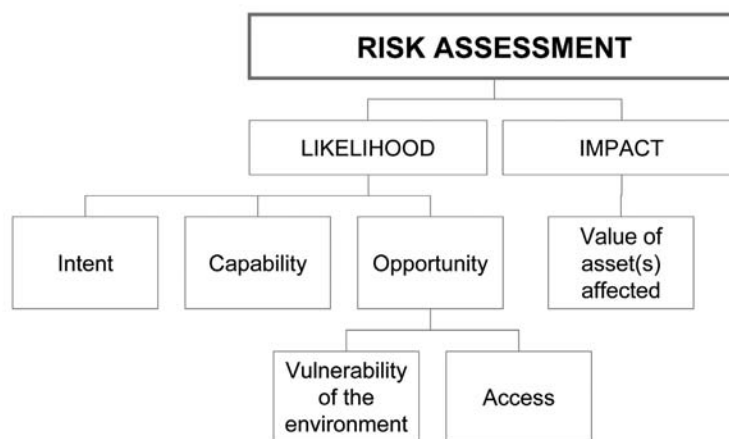 RISK ASSESSMENT
LIKELIHOOD
IMPACT
Intent
Capability
Opportunity
Value of
asset(s)
affected
Vulnerability
of the
environment
Access